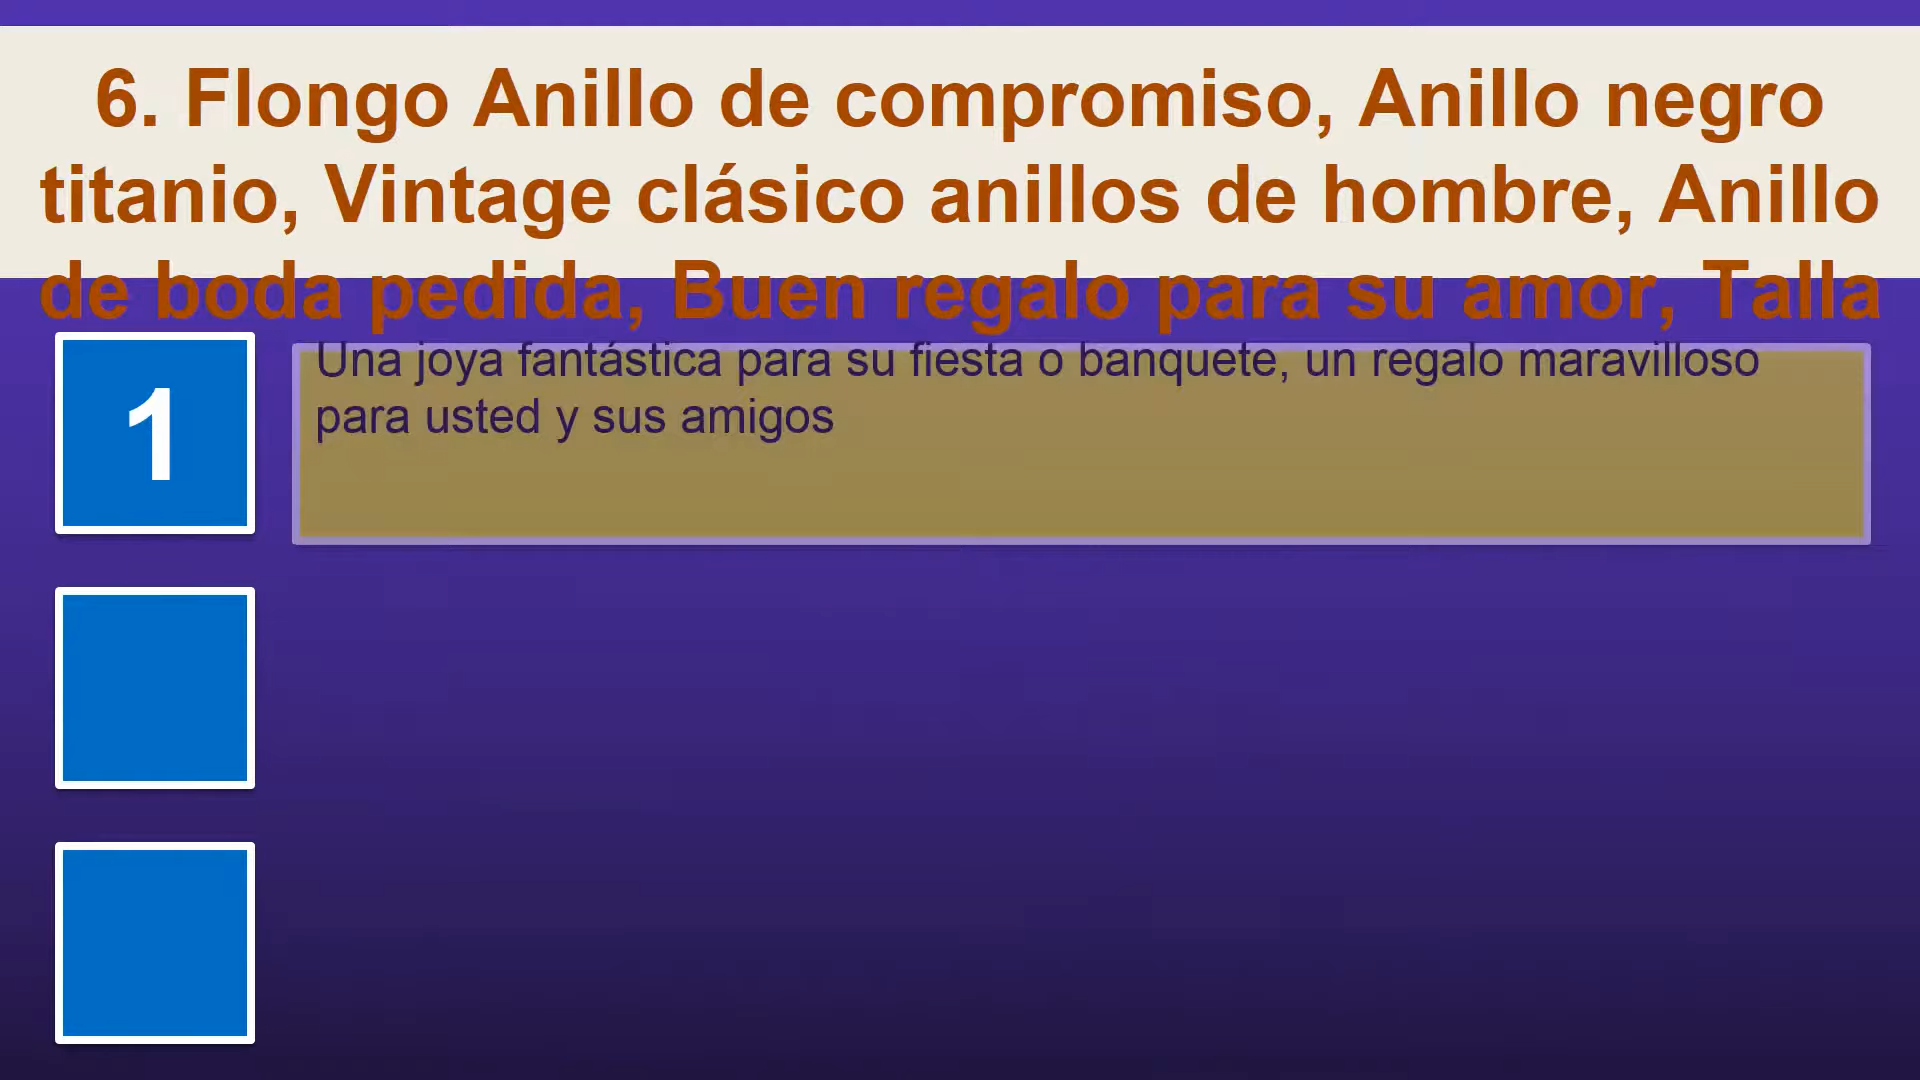 6. Flongo Anillo de compromiso, Anillo negro
titanio, Vintage clásico anillos de hombre, Anillo
de boda pedida, Buen regalo para su amor, Talla
1
Una joya fantástica para su fiesta o banquete, un regalo maravilloso
para usted y sus amigos